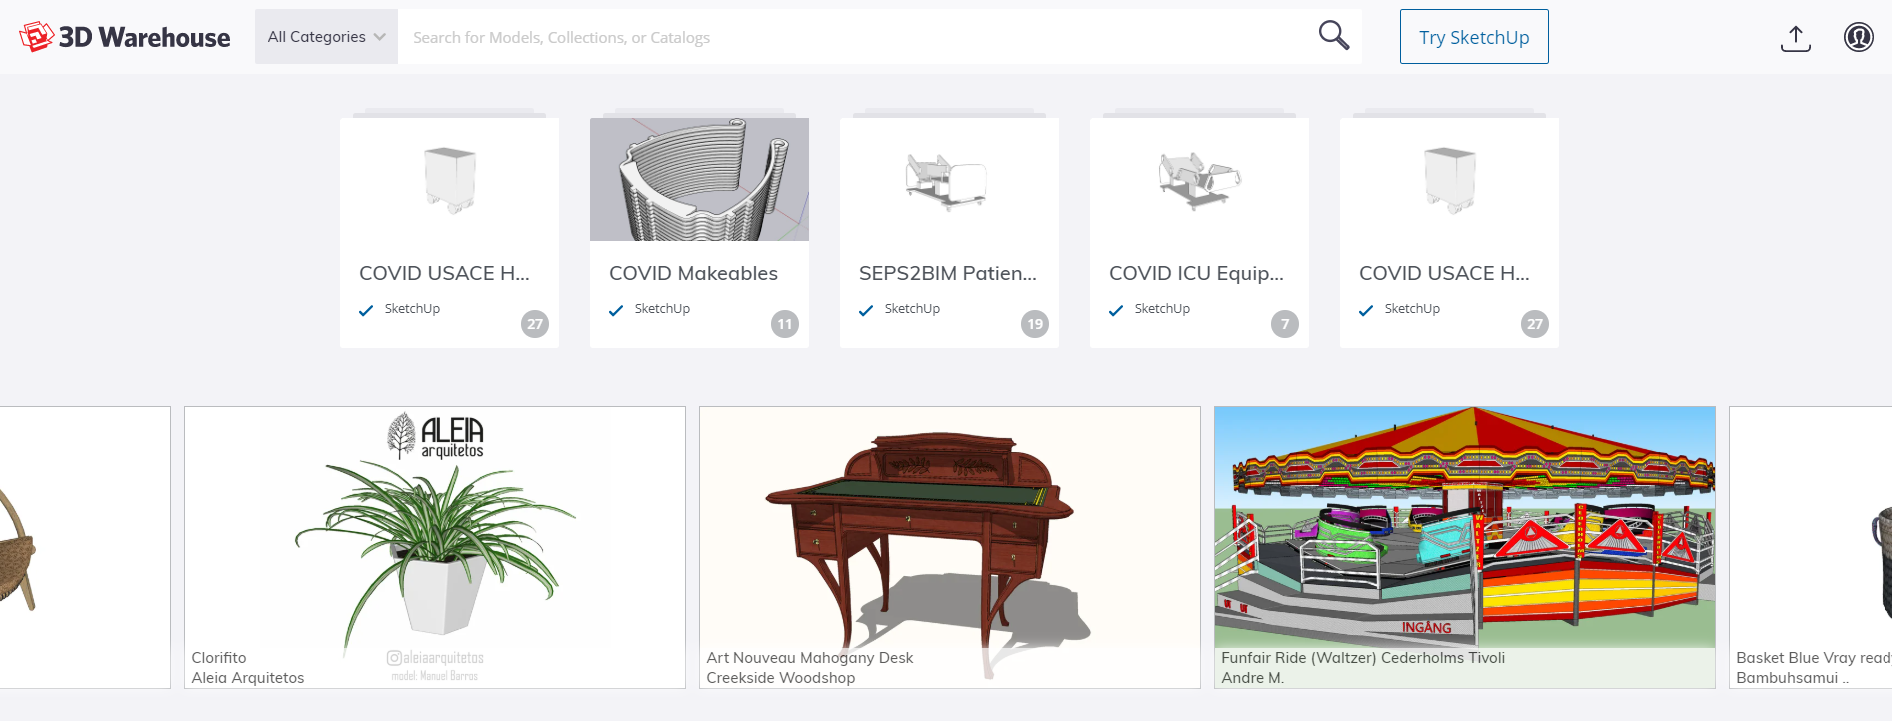 3D Warehouse
All Categories
Search for Models, Collections, or Catalogs
Try SketchUp
COVID USACE H...
SketchUp
27
COVID Makeables
SketchUp
11
SEPS2BIM Patien...
SketchUp
19
COVID ICU Equip...
SketchUp
7
COVID USACE H...
SketchUp
27
ALEIA
arquitetos
@aleiaarquitetos
model: Manuel Barros
Clorifito
Aleia Arquitetos
Art Nouveau Mahogany Desk
Creekside Woodshop
WALTER
CEDERHOLM
INGÅNG
Funfair Ride (Waltzer) Cederholms Tivoli
Andre M.
Basket Blue Vray read
Bambuhsamui ..